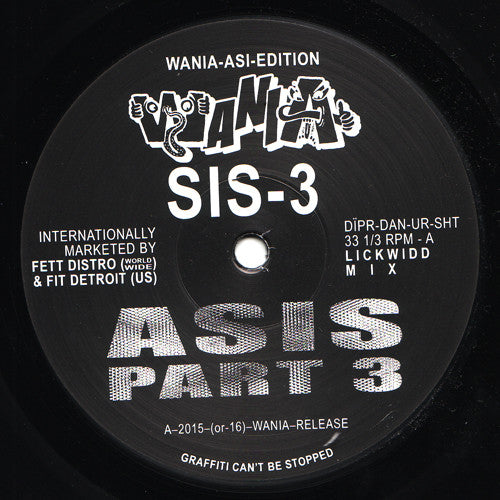 WANIA-ASI-EDITION
WANIA
SIS-3
INTERNATIONALLY
MARKETED BY
FETT DISTRO (WORLD WIDE)
& FIT DETROIT (US)
DÏPR-DAN-UR-SHT
33 1/3 RPM - A
LICKWIDD
MIX
ASIS
PART 3
A–2015–(or-16)–WANIA–RELEASE
GRAFFITI CAN'T BE STOPPED